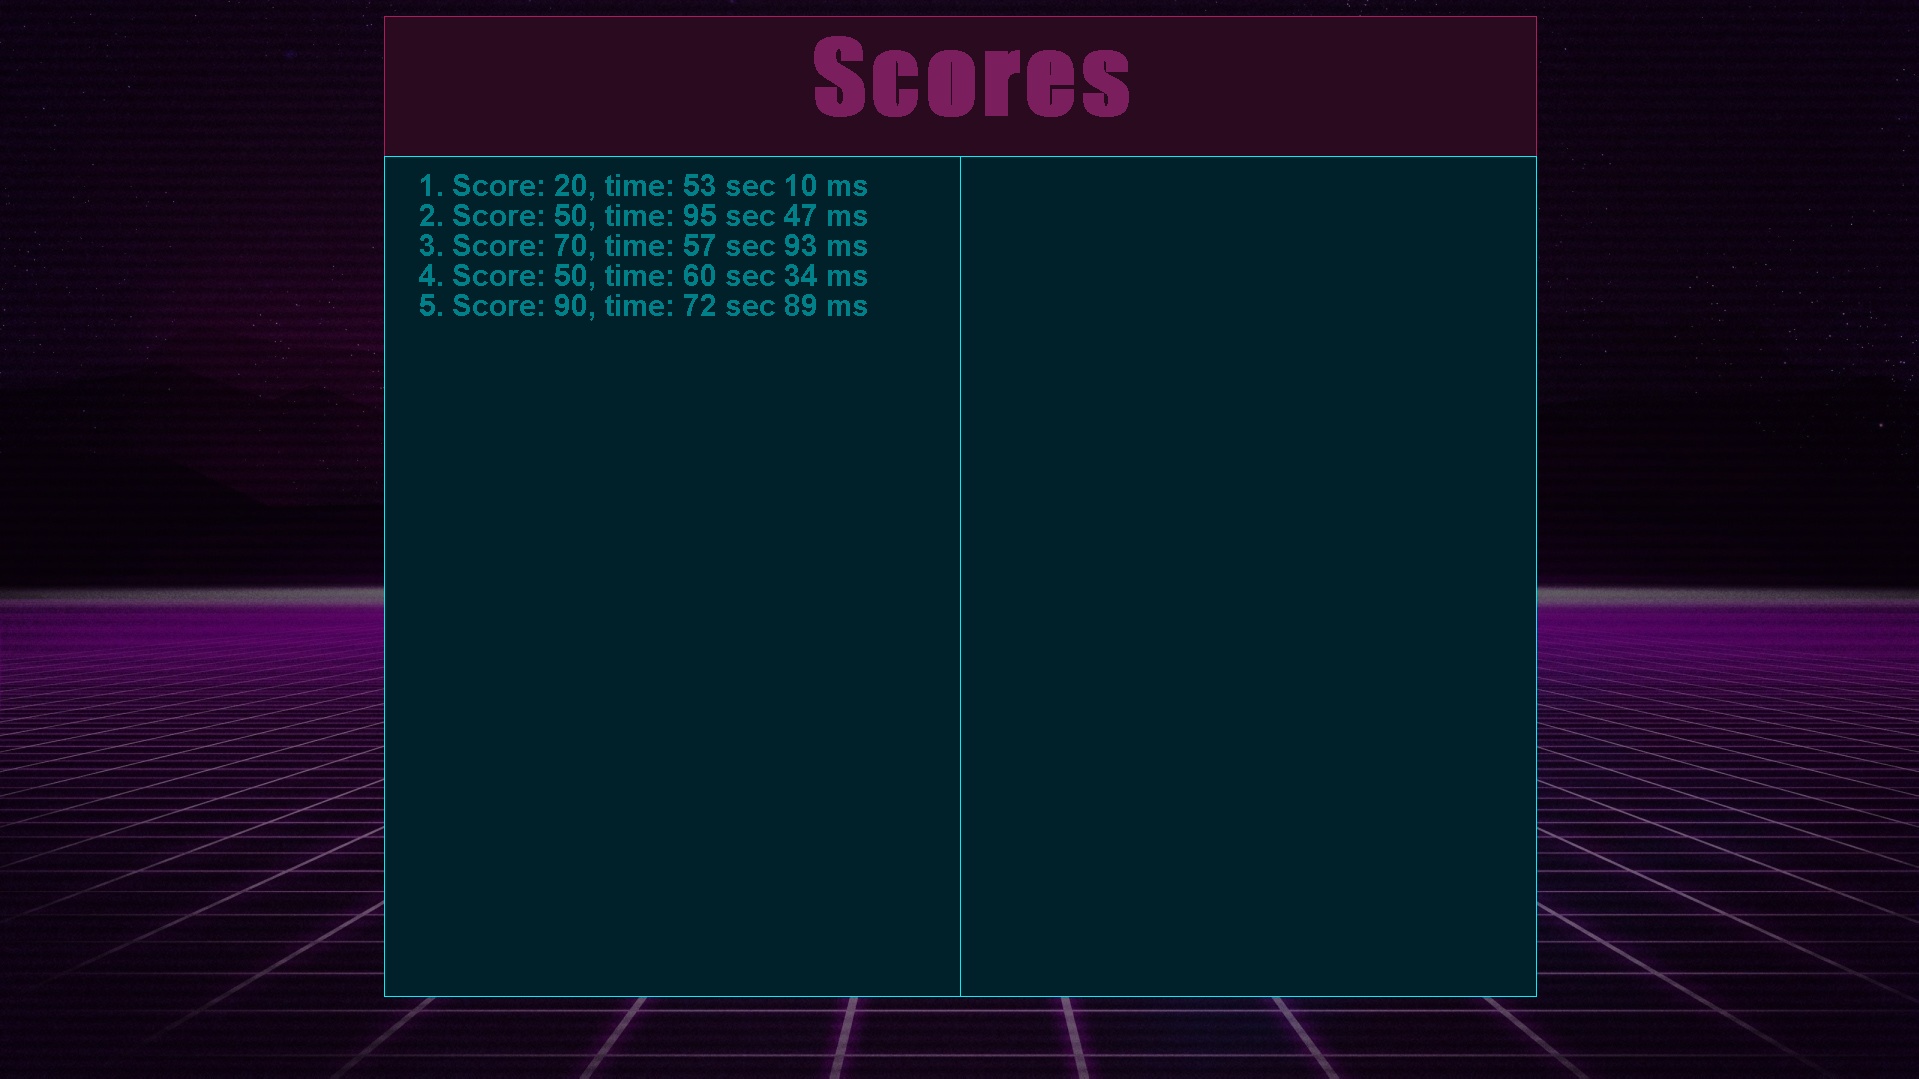 Scores
1. Score: 20, time: 53 sec 10 ms
2. Score: 50, time: 95 sec 47 ms
3. Score: 70, time: 57 sec 93 ms
4. Score: 50, time: 60 sec 34 ms
5. Score: 90, time: 72 sec 89 ms